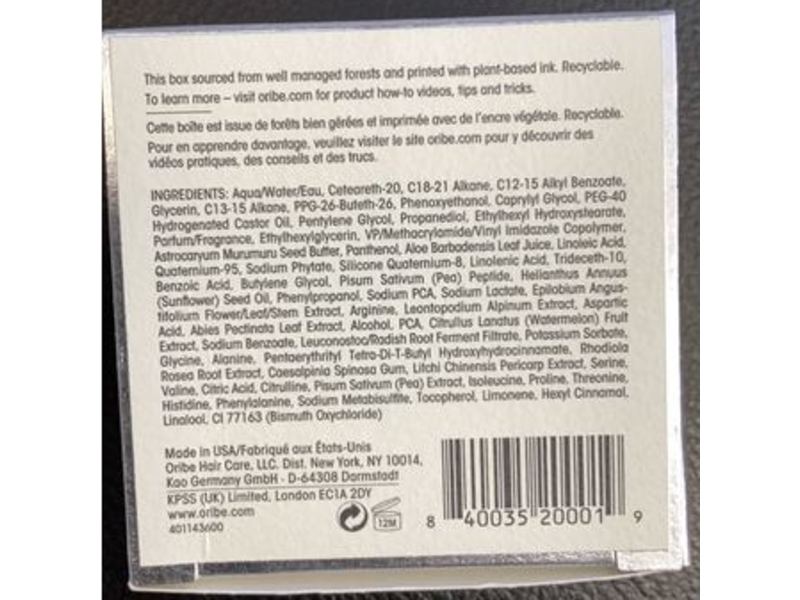 This box sourced from well managed forests and printed with plant-based ink. Recyclable.
To learn more – visit oribe.com for product how-to videos, tips and tricks.
Cette boîte est issue de forêts bien gérées et imprimée avec de l'encre végétale. Recyclable.
Pour en apprendre davantage, veuillez visiter le site oribe.com pour y découvrir des
vidéos pratiques, des conseils et des trucs.
INGREDIENTS: Aqua/Water/Eau, Ceteareth-20, C18-21 Alkane, C12-15 Alkyl Benzoate,
Glycerin, C13-15 Alkane, PPG-26-Buteth-26, Phenoxyethanol, Caprylyl Glycol, PEG-40
Hydrogenated Castor Oil, Pentylene Glycol, Propanediol, Ethylhexyl Hydroxystearate,
Parfum/Fragrance, Ethylhexylglycerin, VP/Methacrylamide/Vinyl Imidazole Copolymer,
Astrocaryum Murumuru Seed Butter, Panthenol, Aloe Barbadensis Leaf Juice, Linoleic Acid,
Quaternium-95, Sodium Phytate, Silicone Quaternium-8, Linolenic Acid, Trideceth-10,
Benzoic Acid, Butylene Glycol, Pisum Sativum (Pea) Peptide, Helianthus Annuus
(Sunflower) Seed Oil, Phenylpropanol, Sodium PCA, Sodium Lactate, Epilobium Angus-
tifolium Flower/Leaf/Stem Extract, Arginine, Leontopodium Alpinum Extract, Aspartic
Acid, Abies Pectinata Leaf Extract, Alcohol, PCA, Citrullus Lanatus (Watermelon) Fruit
Extract, Sodium Benzoate, Leuconostoc/Radish Root Ferment Filtrate, Potassium Sorbate,
Glycine, Alanine, Pentaerythrityl Tetra-Di-T-Butyl Hydroxyhydrocinnamate, Rhodiola
Rosea Root Extract, Caesalpinia Spinosa Gum, Litchi Chinensis Pericarp Extract, Serine,
Valine, Citric Acid, Citrulline, Pisum Sativum (Pea) Extract, Isoleucine, Proline, Threonine,
Histidine, Phenylalanine, Sodium Metabisulfite, Tocopherol, Limonene, Hexyl Cinnamal,
Linalool, CI 77163 (Bismuth Oxychloride)
Made in USA/Fabriqué aux États-Unis
Oribe Hair Care, LLC. Dist. New York, NY 10014,
Kao Germany GmbH - D-64308 Darmstadt
KPSS (UK) Limited, London EC1A 2DY
www.oribe.com
401143600
12M
8 40035 20001 9